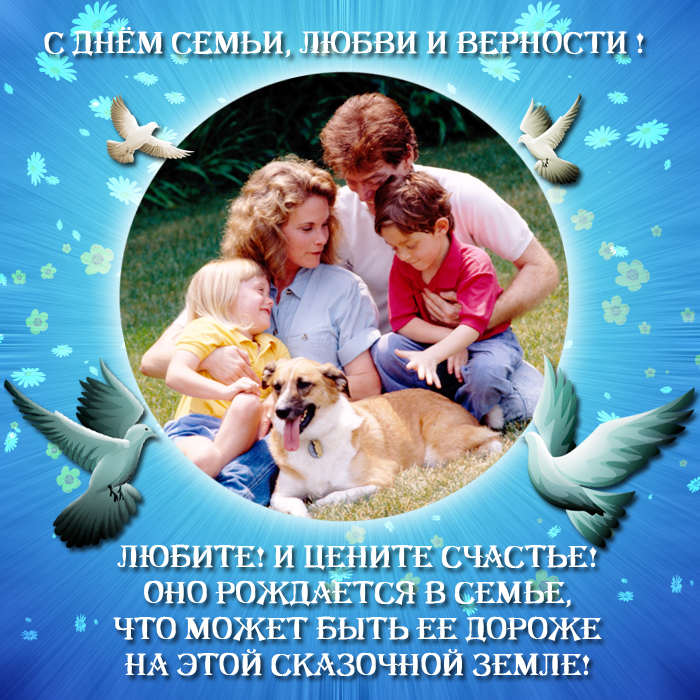 С ДНЁМ СЕМЬИ, ЛЮБВИ И ВЕРНОСТИ !
ЛЮБИТЕ! И ЦЕНИТЕ СЧАСТЬЕ!
ОНО РОЖДАЕТСЯ В СЕМЬЕ,
ЧТО МОЖЕТ БЫТЬ ЕЕ ДОРОЖЕ
НА ЭТОЙ СКАЗОЧНОЙ ЗЕМЛЕ!